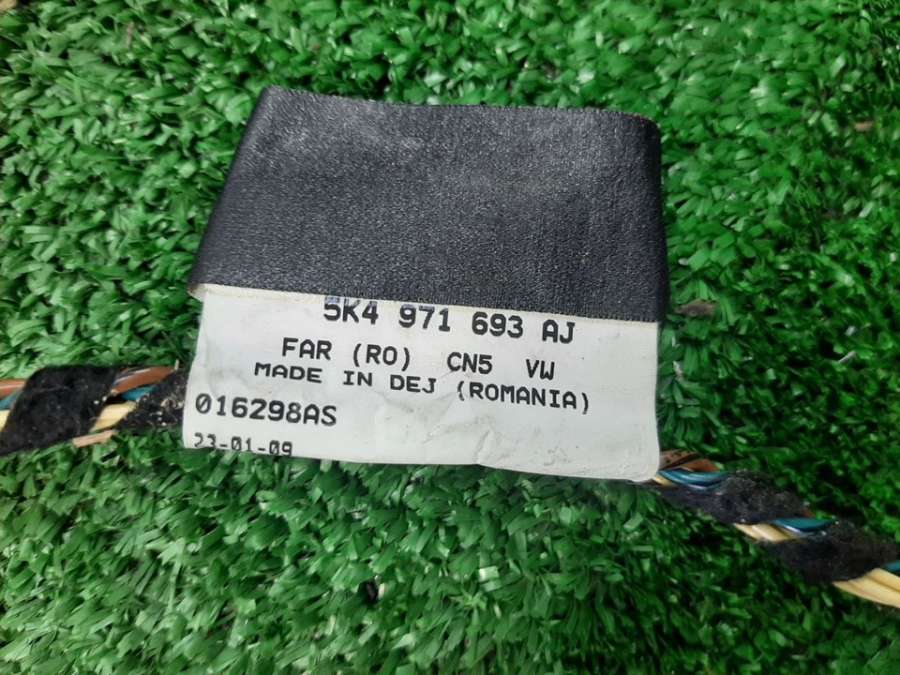 5K4 971 693 AJ
FAR (RO) CN5 VW
MADE IN DEJ (ROMANIA)
016298AS
23-01-09